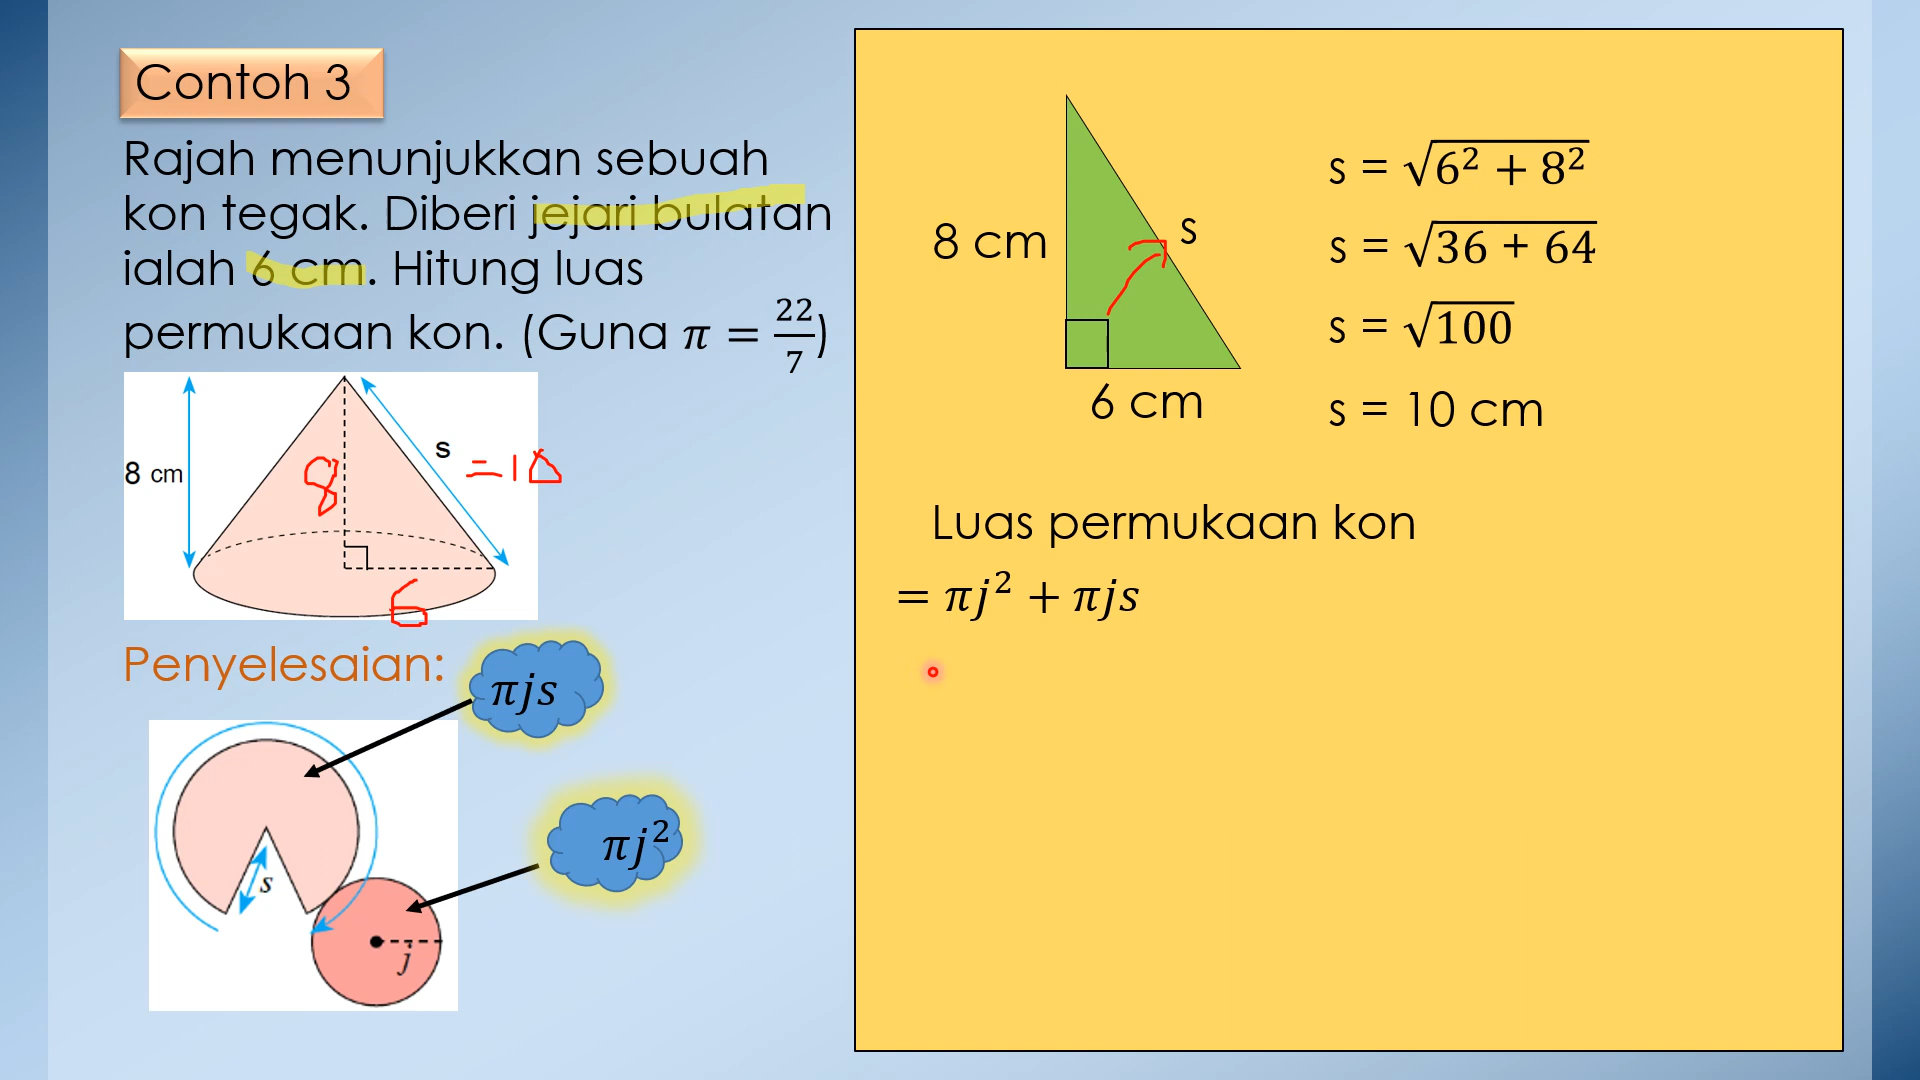 Contoh 3
Rajah menunjukkan sebuah
kon tegak. Diberi jejari bulatan
ialah 6 cm. Hitung luas
permukaan kon. (Guna π = 22/7)
8 cm
8
s
=10
6
Penyelesaian:
πjs
πj²
s
j
8 cm
s
6 cm
s = √(6² + 8²)
s = √(36 + 64)
s = √100
s = 10 cm
Luas permukaan kon
= πj² + πjs